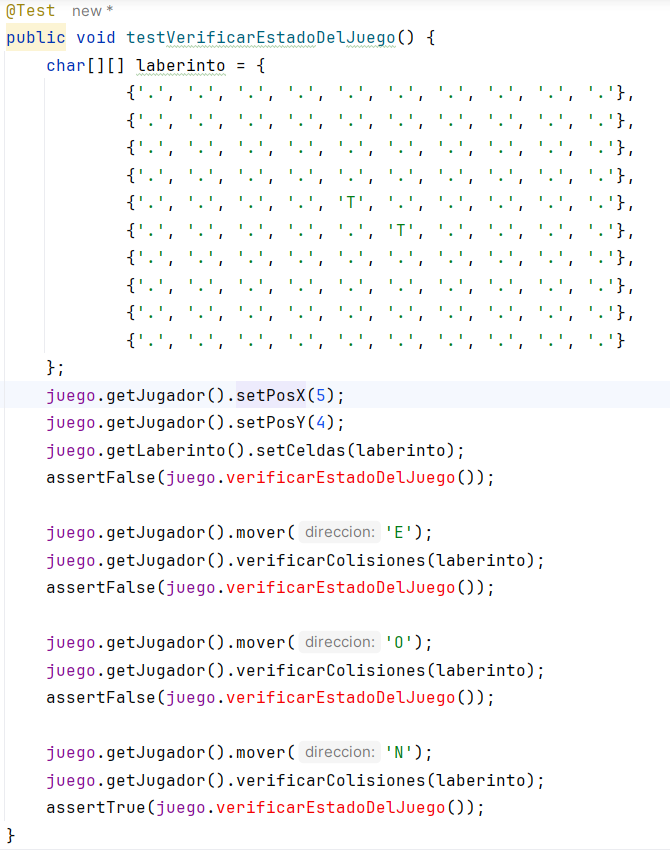 @Test new *
public void testVerificarEstadoDelJuego() {
char[][] laberinto = {
{'.', '.', '.', '.', '.', '.', '.', '.', '.', '.'},
{'.', '.', '.', '.', '.', '.', '.', '.', '.', '.'},
{'.', '.', '.', '.', '.', '.', '.', '.', '.', '.'},
{'.', '.', '.', '.', '.', '.', '.', '.', '.', '.'},
{'.', '.', '.', '.', 'T', '.', '.', '.', '.', '.'},
{'.', '.', '.', '.', '.', 'T', '.', '.', '.', '.'},
{'.', '.', '.', '.', '.', '.', '.', '.', '.', '.'},
{'.', '.', '.', '.', '.', '.', '.', '.', '.', '.'},
{'.', '.', '.', '.', '.', '.', '.', '.', '.', '.'},
{'.', '.', '.', '.', '.', '.', '.', '.', '.', '.'}
};
juego.getJugador().setPosX(5);
juego.getJugador().setPosY(4);
juego.getLaberinto().setCeldas(laberinto);
assertFalse(juego.verificarEstadoDelJuego());
juego.getJugador().mover( direccion: 'E');
juego.getJugador().verificarColisiones(laberinto);
assertFalse(juego.verificarEstadoDelJuego());
juego.getJugador().mover( direccion: 'O');
juego.getJugador().verificarColisiones(laberinto);
assertFalse(juego.verificarEstadoDelJuego());
juego.getJugador().mover( direccion: 'N');
juego.getJugador().verificarColisiones(laberinto);
assertTrue(juego.verificarEstadoDelJuego());
}